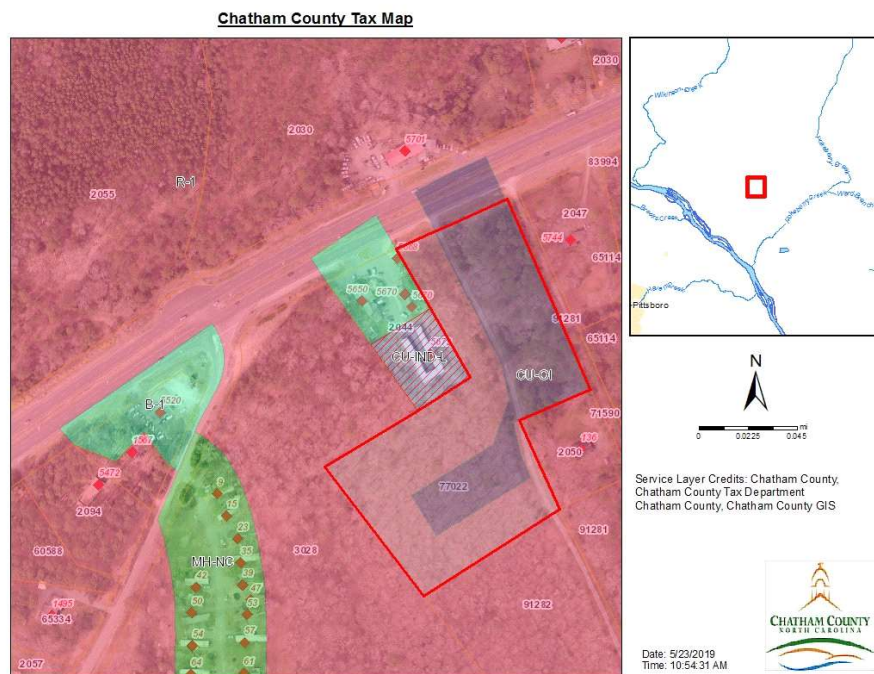 Chatham County Tax Map
2030
2030
5701
2055
R-1
83994
2047
5744
65114
5650
5670
2044
91281
65114
CU-IND-L
CU-OI
B-1
5520
1567
71590
136
2050
5472
2094
9
77022
15
91281
23
60588
3028
35
MH-NC
39
42
47
1495
50
53
91282
65334
57
54
2057
64
61
Pittsboro
N
mi
0
0.0225
0.045
Service Layer Credits: Chatham County,
Chatham County Tax Department
Chatham County, Chatham County GIS
CHATHAM COUNTY
NORTH CAROLINA
Date: 5/23/2019
Time: 10:54:31 AM